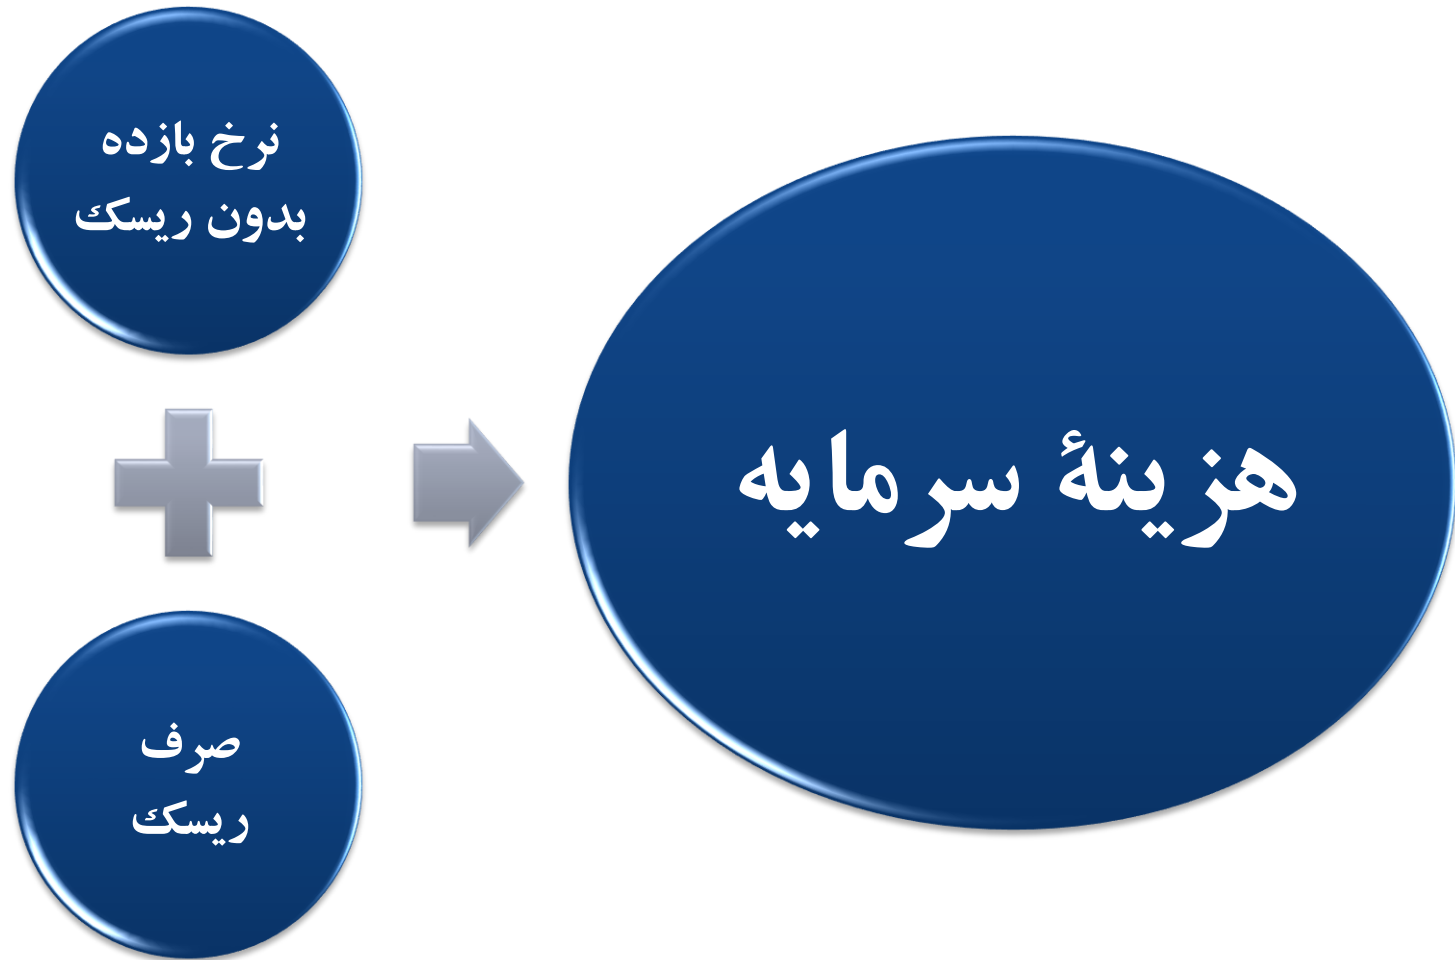 نرخ بازده
بدون ریسک
صرف
ریسک
هزینهٔ سرمایه